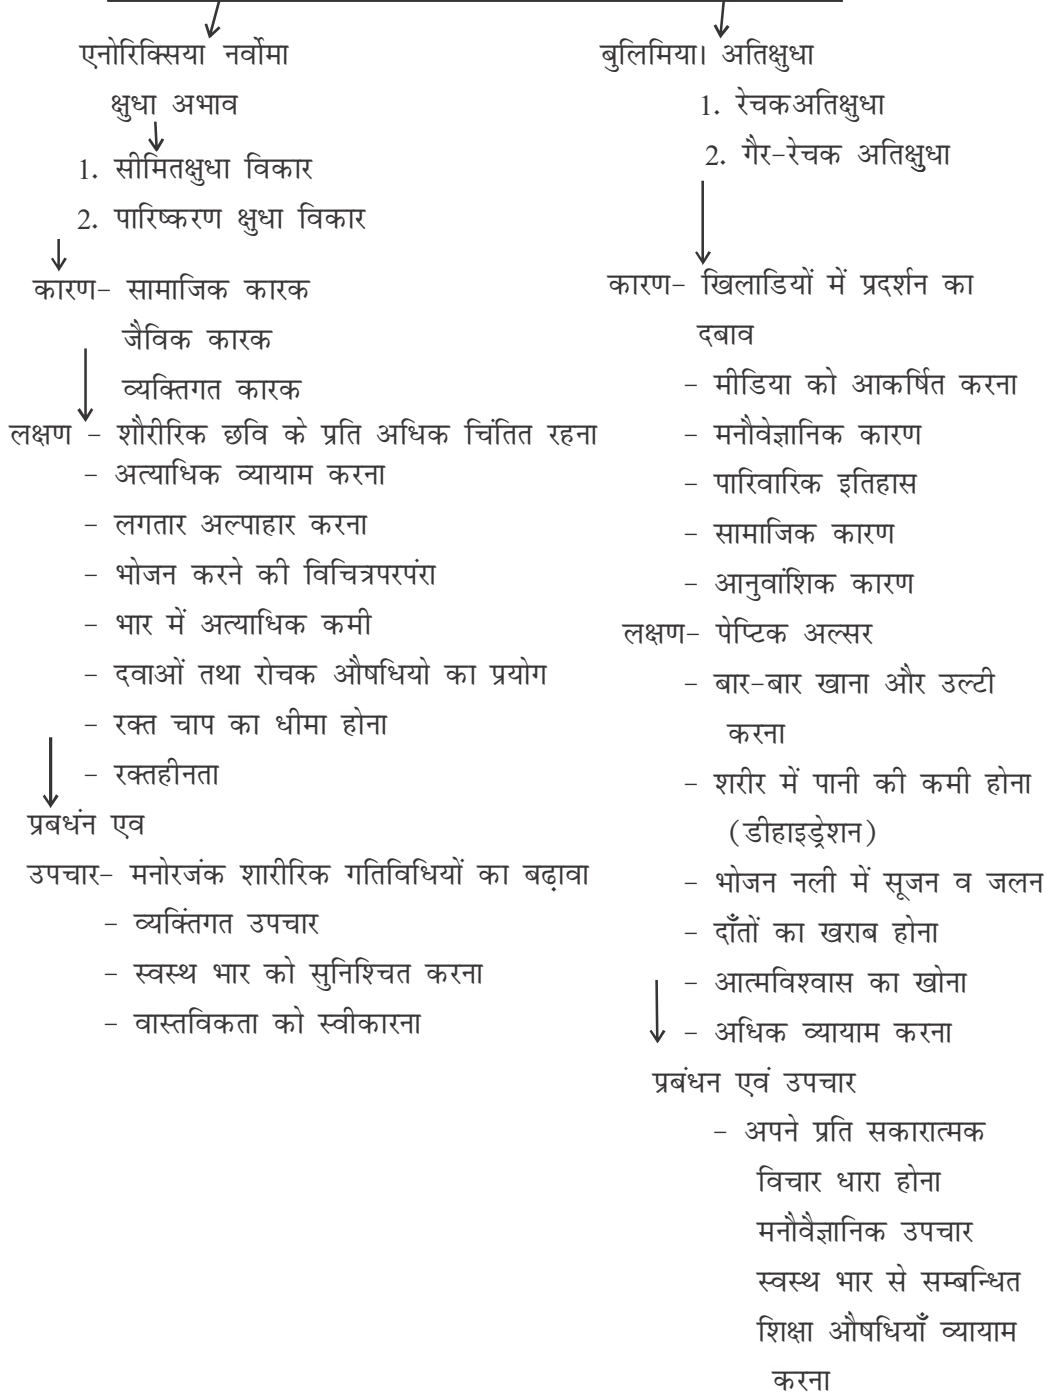 एनोरिक्सिया नर्वोमा
क्षुधा अभाव
1. सीमितक्षुधा विकार
2. पारिष्करण क्षुधा विकार
कारण- सामाजिक कारक
जैविक कारक
व्यक्तिगत कारक
लक्षण - शौरीरिक छवि के प्रति अधिक चिंतित रहना
- अत्याधिक व्यायाम करना
- लगतार अल्पाहार करना
- भोजन करने की विचित्रपरपंरा
- भार में अत्याधिक कमी
- दवाओं तथा रोचक औषधियो का प्रयोग
- रक्त चाप का धीमा होना
- रक्तहीनता
प्रबधंन एव
उपचार- मनोरजंक शारीरिक गतिविधियों का बढ़ावा
- व्यक्तिंगत उपचार
- स्वस्थ भार को सुनिश्चित करना
- वास्तविकता को स्वीकारना
बुलिमिया। अतिक्षुधा
1. रेचकअतिक्षुधा
2. गैर-रेचक अतिक्षुधा
कारण- खिलाडियों में प्रदर्शन का
दबाव
- मीडिया को आकर्षित करना
- मनौवेज्ञानिक कारण
- पारिवारिक इतिहास
- सामाजिक कारण
- आनुवांशिक कारण
लक्षण- पेप्टिक अल्सर
- बार-बार खाना और उल्टी
करना
- शरीर में पानी की कमी होना
(डीहाइड्रेशन)
- भोजन नली में सूजन व जलन
- दाँतों का खराब होना
- आत्मविश्वास का खोना
- अधिक व्यायाम करना
प्रबंधन एवं उपचार
- अपने प्रति सकारात्मक
विचार धारा होना
मनौवैज्ञानिक उपचार
स्वस्थ भार से सम्बन्धित
शिक्षा औषधियाँ व्यायाम
करना